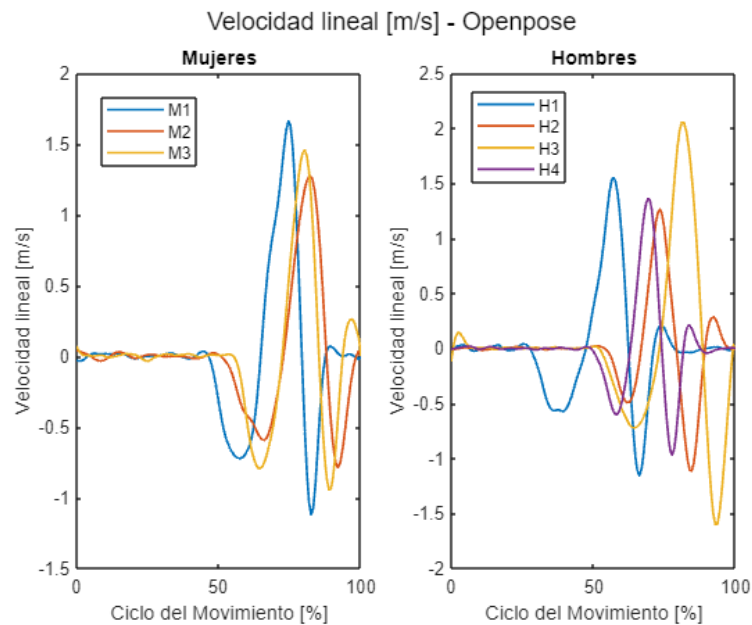 Velocidad lineal [m/s] - Openpose
Mujeres
2
1.5
1
0.5
0
-0.5
-1
-1.5
0
50
100
Velocidad lineal [m/s]
Ciclo del Movimiento [%]
M1
M2
M3
Hombres
2.5
2
1.5
1
0.5
0
-0.5
-1
-1.5
-2
0
50
100
Velocidad lineal [m/s]
Ciclo del Movimiento [%]
H1
H2
H3
H4